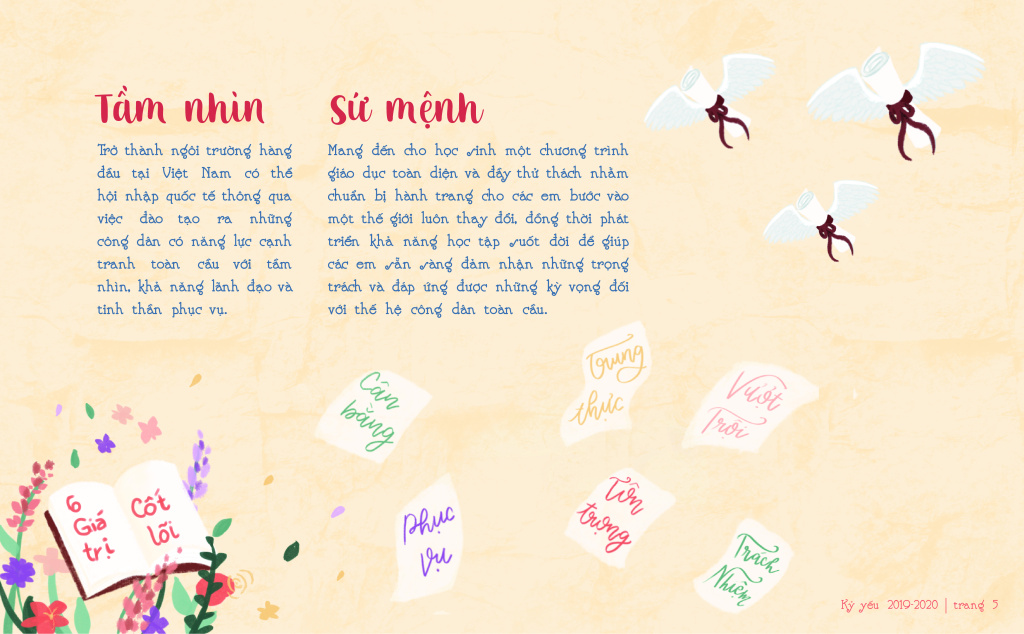 Tầm nhìn
Trở thành ngôi trường hàng
đầu tại Việt Nam có thể
hội nhập quốc tế thông qua
việc đào tạo ra những
công dân có năng lực cạnh
tranh toàn cầu với tầm
nhìn, khả năng lãnh đạo và
tinh thần phục vụ.
Sứ mệnh
Mang đến cho học sinh một chương trình
giáo dục toàn diện và đầy thử thách nhằm
chuẩn bị hành trang cho các em bước vào
một thế giới luôn thay đổi, đồng thời phát
triển khả năng học tập suốt đời để giúp
các em sẵn sàng đảm nhận những trọng
trách và đáp ứng được những kỳ vọng đối
với thế hệ công dân toàn cầu.
6
Giá
trị
Cốt
lõi
Cân
bằng
Trung
thực
Vượt
Trội
Phục
Vụ
Tôn
trọng
Trách
Nhiệm
Kỷ yếu 2019-2020 | trang 5